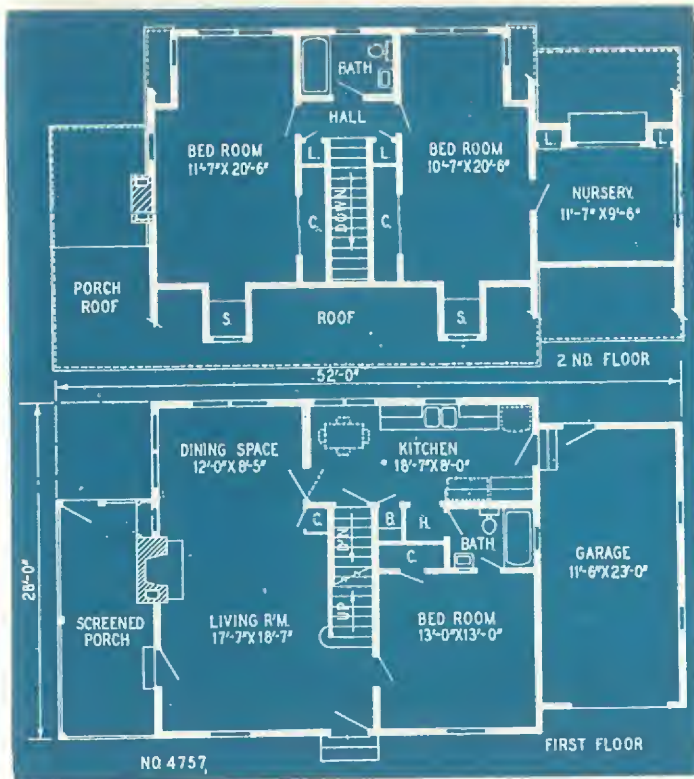 BATH
HALL
BED ROOM
11'-7" X 20'-6"
BED ROOM
10'-7" X 20'-6"
L.
L.
L.
L.
NURSERY.
11'-7" X 9'-6"
C.
DOWN
C.
PORCH
ROOF
S.
ROOF
S.
2 ND. FLOOR
52'-0"
28'-0"
DINING SPACE
12'-0" X 8'-5"
KITCHEN
18'-7" X 8'-0"
C.
D'N
B.
H.
BATH
C.
GARAGE
11'-6" X 23'-0"
SCREENED
PORCH
LIVING R'M.
17'-7" X 18'-7"
UP
BED ROOM
13'-0" X 13'-0"
FIRST FLOOR
NO. 4757